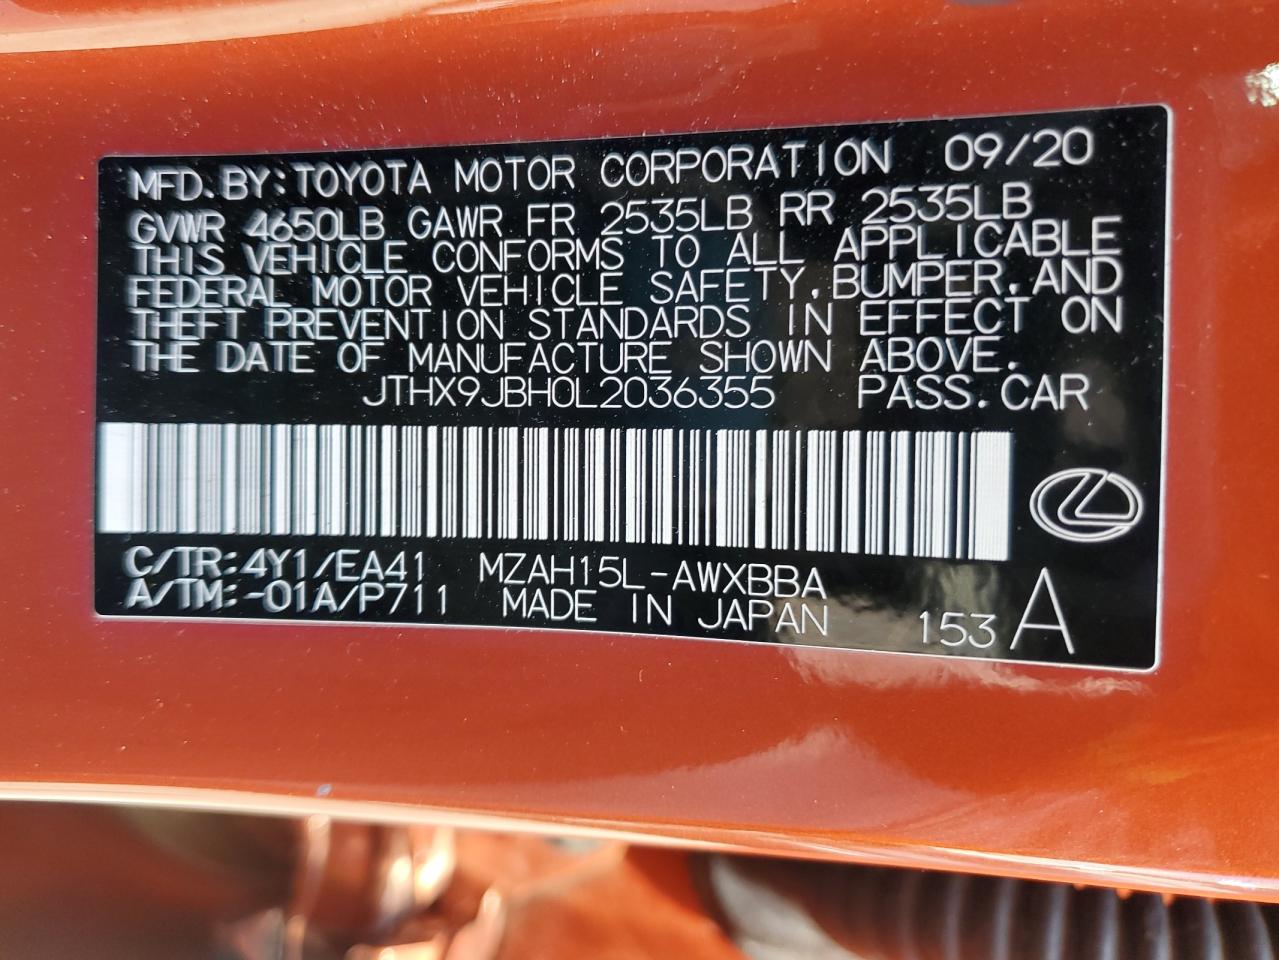 MFD.BY:TOYOTA MOTOR CORPORATION 09/20
GVWR 4650LB GAWR FR 2535LB RR 2535LB
THIS VEHICLE CONFORMS TO ALL APPLICABLE
FEDERAL MOTOR VEHICLE SAFETY,BUMPER,AND
THEFT PREVENTION STANDARDS IN EFFECT ON
THE DATE OF MANUFACTURE SHOWN ABOVE.
JTHX9JBH0L2036355 PASS.CAR
C/TR:4Y1/EA41 MZAH15L-AWXBBA
A/TM:-01A/P711 MADE IN JAPAN 153 A